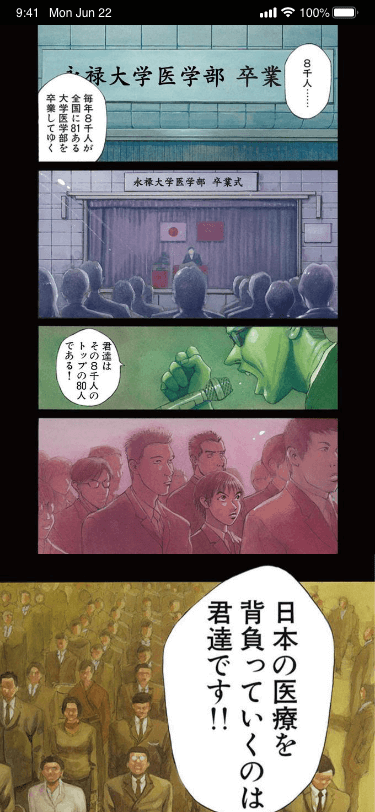 9:41 Mon Jun 22 100%
永禄大学医学部 卒業
8千人……
毎年8千人が
全国に81ある
大学医学部を
卒業してゆく
永禄大学医学部 卒業式
君達は
その8千人の
トップの80人
である!
日本の医療を
背負っていくのは
君達です!!